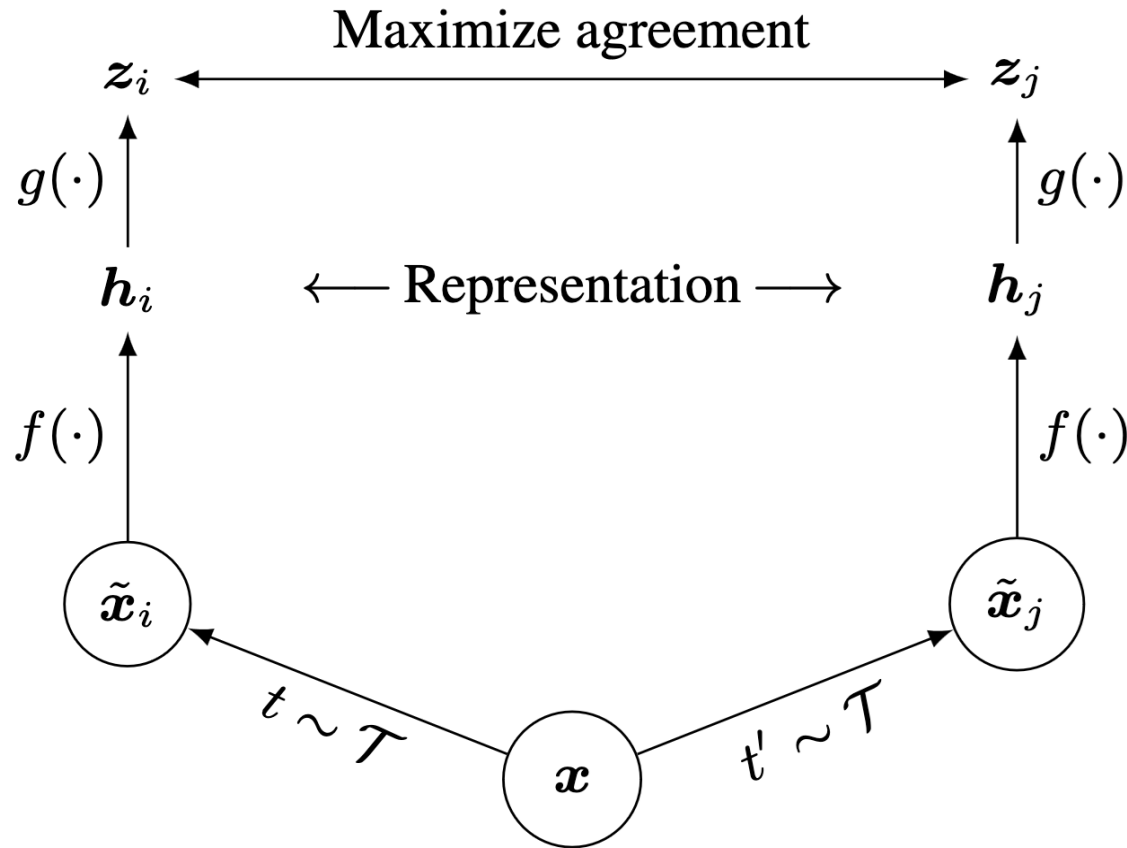 Maximize agreement
z_i z_j
g(·) g(·)
h_i ← Representation → h_j
f(·) f(·)
x̃_i x̃_j
t ~ 𝒯 t' ~ 𝒯
x